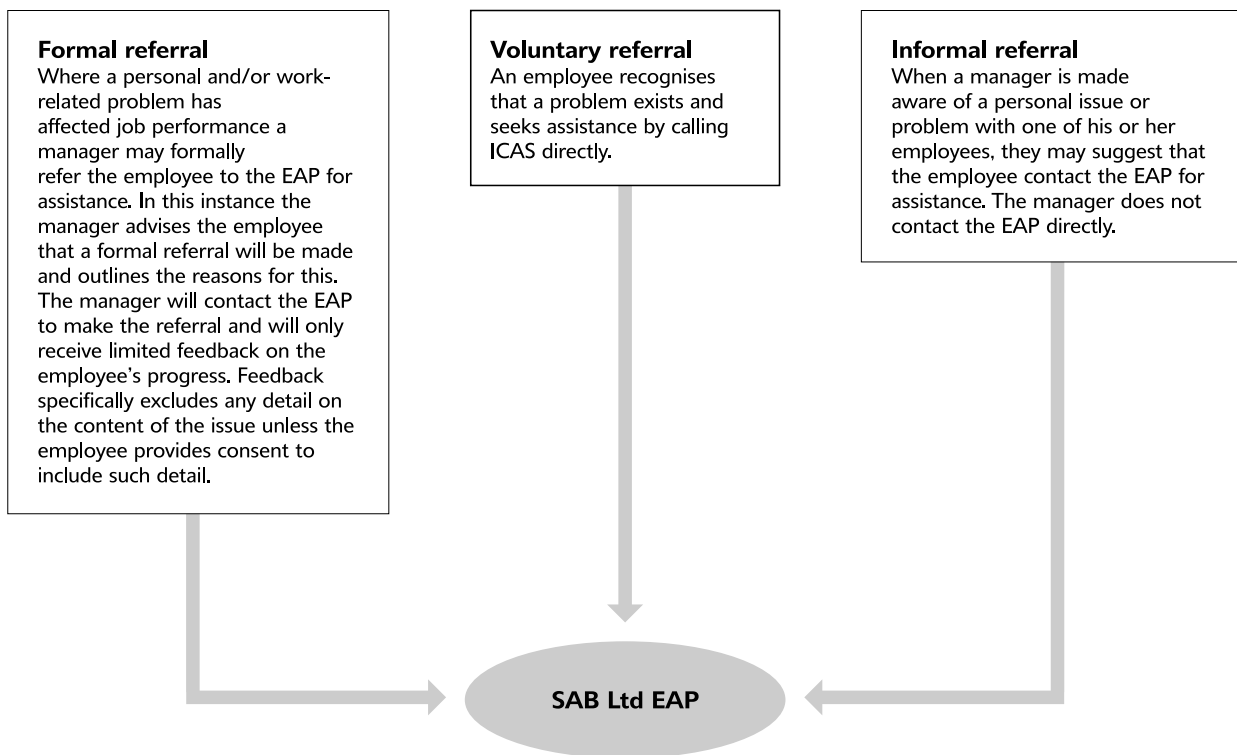 Formal referral
Where a personal and/or work-
related problem has
affected job performance a
manager may formally
refer the employee to the EAP for
assistance. In this instance the
manager advises the employee
that a formal referral will be made
and outlines the reasons for this.
The manager will contact the EAP
to make the referral and will only
receive limited feedback on the
employee’s progress. Feedback
specifically excludes any detail on
the content of the issue unless the
employee provides consent to
include such detail.
Voluntary referral
An employee recognises
that a problem exists and
seeks assistance by calling
ICAS directly.
Informal referral
When a manager is made
aware of a personal issue or
problem with one of his or her
employees, they may suggest that
the employee contact the EAP for
assistance. The manager does not
contact the EAP directly.
SAB Ltd EAP